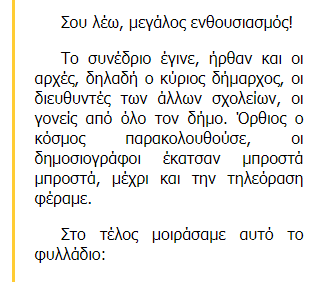 Σου λέω, μεγάλος ενθουσιασμός!
Το συνέδριο έγινε, ήρθαν και οι
αρχές, δηλαδή ο κύριος δήμαρχος, οι
διευθυντές των άλλων σχολείων, οι
γονείς από όλο τον δήμο. Όρθιος ο
κόσμος παρακολουθούσε, οι
δημοσιογράφοι έκατσαν μπροστά
μπροστά, μέχρι και την τηλεόραση
φέραμε.
Στο τέλος μοιράσαμε αυτό το
φυλλάδιο: